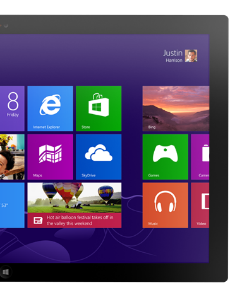 Justin
Harrison
8
Friday
Internet Explorer
Store
Bing
Maps
SkyDrive
Games
Camera
53°
Hot air balloon festival takes off in
the valley this weekend
Music
Video